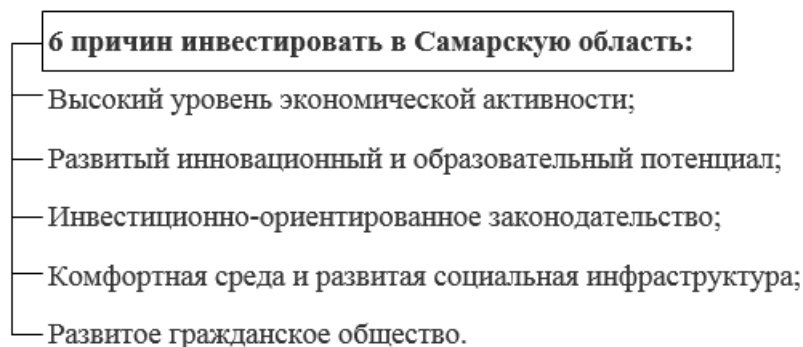 6 причин инвестировать в Самарскую область:
Высокий уровень экономической активности;
Развитый инновационный и образовательный потенциал;
Инвестиционно-ориентированное законодательство;
Комфортная среда и развитая социальная инфраструктура;
Развитое гражданское общество.